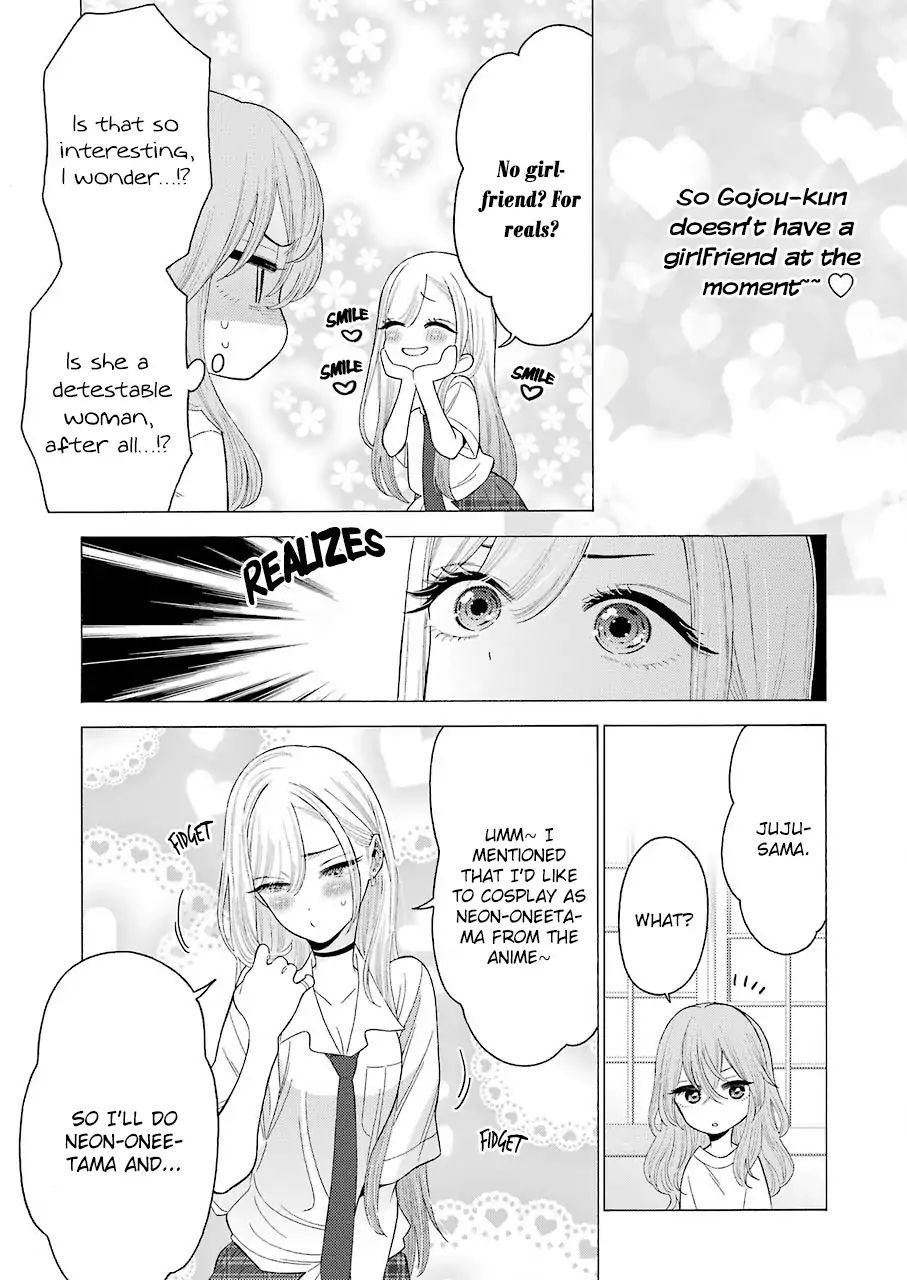 So Gojou-kun
doesn't have a
girlfriend at the
moment~~ ♡
No girl-
friend? For
reals?
SMILE
♡
SMILE
♡
SMILE
♡
Is that so
interesting,
I wonder...!?
Is she a
detestable
woman,
after all...!?
REALIZES
JUJU-
SAMA.
WHAT?
UMM~ I
MENTIONED
THAT I'D LIKE
TO COSPLAY AS
NEON-ONEETA-
MA FROM THE
ANIME~
FIDGET
FIDGET
SO I'LL DO
NEON-ONEE-
TAMA AND...